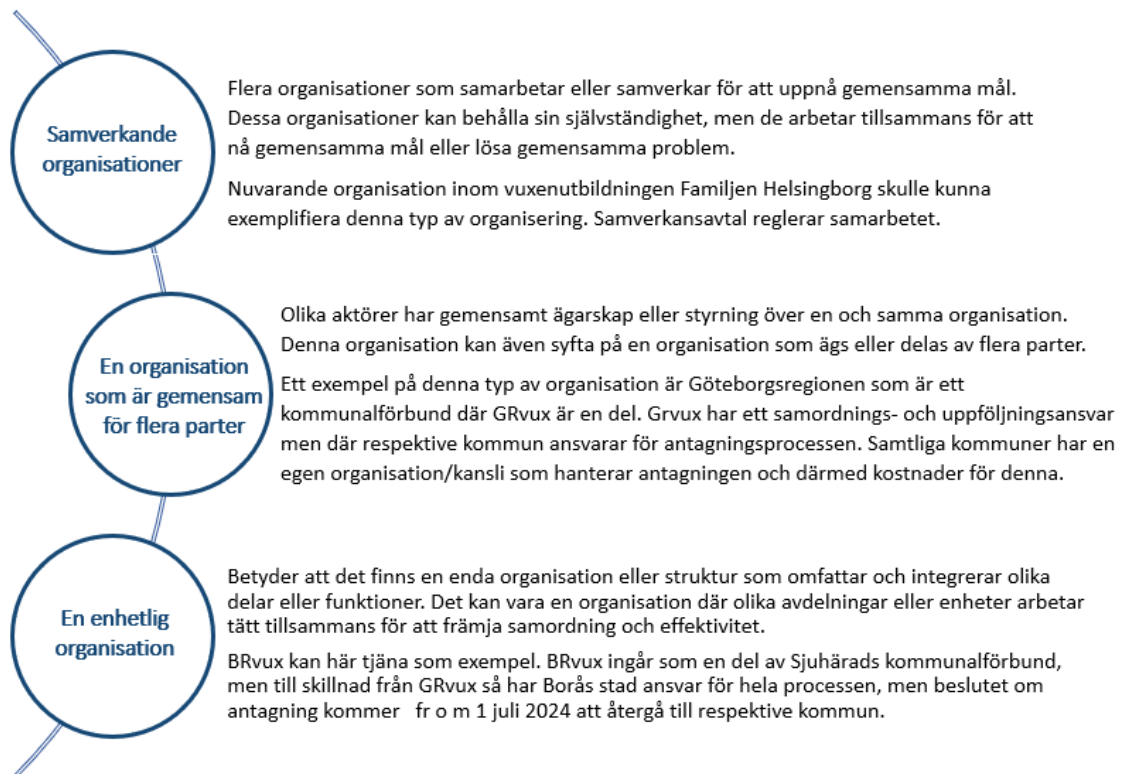 Samverkande
organisationer
Flera organisationer som samarbetar eller samverkar för att uppnå gemensamma mål.
Dessa organisationer kan behålla sin självständighet, men de arbetar tillsammans för att
nå gemensamma mål eller lösa gemensamma problem.
Nuvarande organisation inom vuxenutbildningen Familjen Helsingborg skulle kunna
exemplifiera denna typ av organisering. Samverkansavtal reglerar samarbetet.
En organisation
som är gemensam
för flera parter
Olika aktörer har gemensamt ägarskap eller styrning över en och samma organisation.
Denna organisation kan även syfta på en organisation som ägs eller delas av flera parter.
Ett exempel på denna typ av organisation är Göteborgsregionen som är ett
kommunalförbund där GRvux är en del. Grvux har ett samordnings- och uppföljningsansvar
men där respektive kommun ansvarar för antagningsprocessen. Samtliga kommuner har en
egen organisation/kansli som hanterar antagningen och därmed kostnader för denna.
En enhetlig
organisation
Betyder att det finns en enda organisation eller struktur som omfattar och integrerar olika
delar eller funktioner. Det kan vara en organisation där olika avdelningar eller enheter arbetar
tätt tillsammans för att främja samordning och effektivitet.
BRvux kan här tjäna som exempel. BRvux ingår som en del av Sjuhärads kommunalförbund,
men till skillnad från GRvux så har Borås stad ansvar för hela processen, men beslutet om
antagning kommer   fr o m 1 juli 2024 att återgå till respektive kommun.